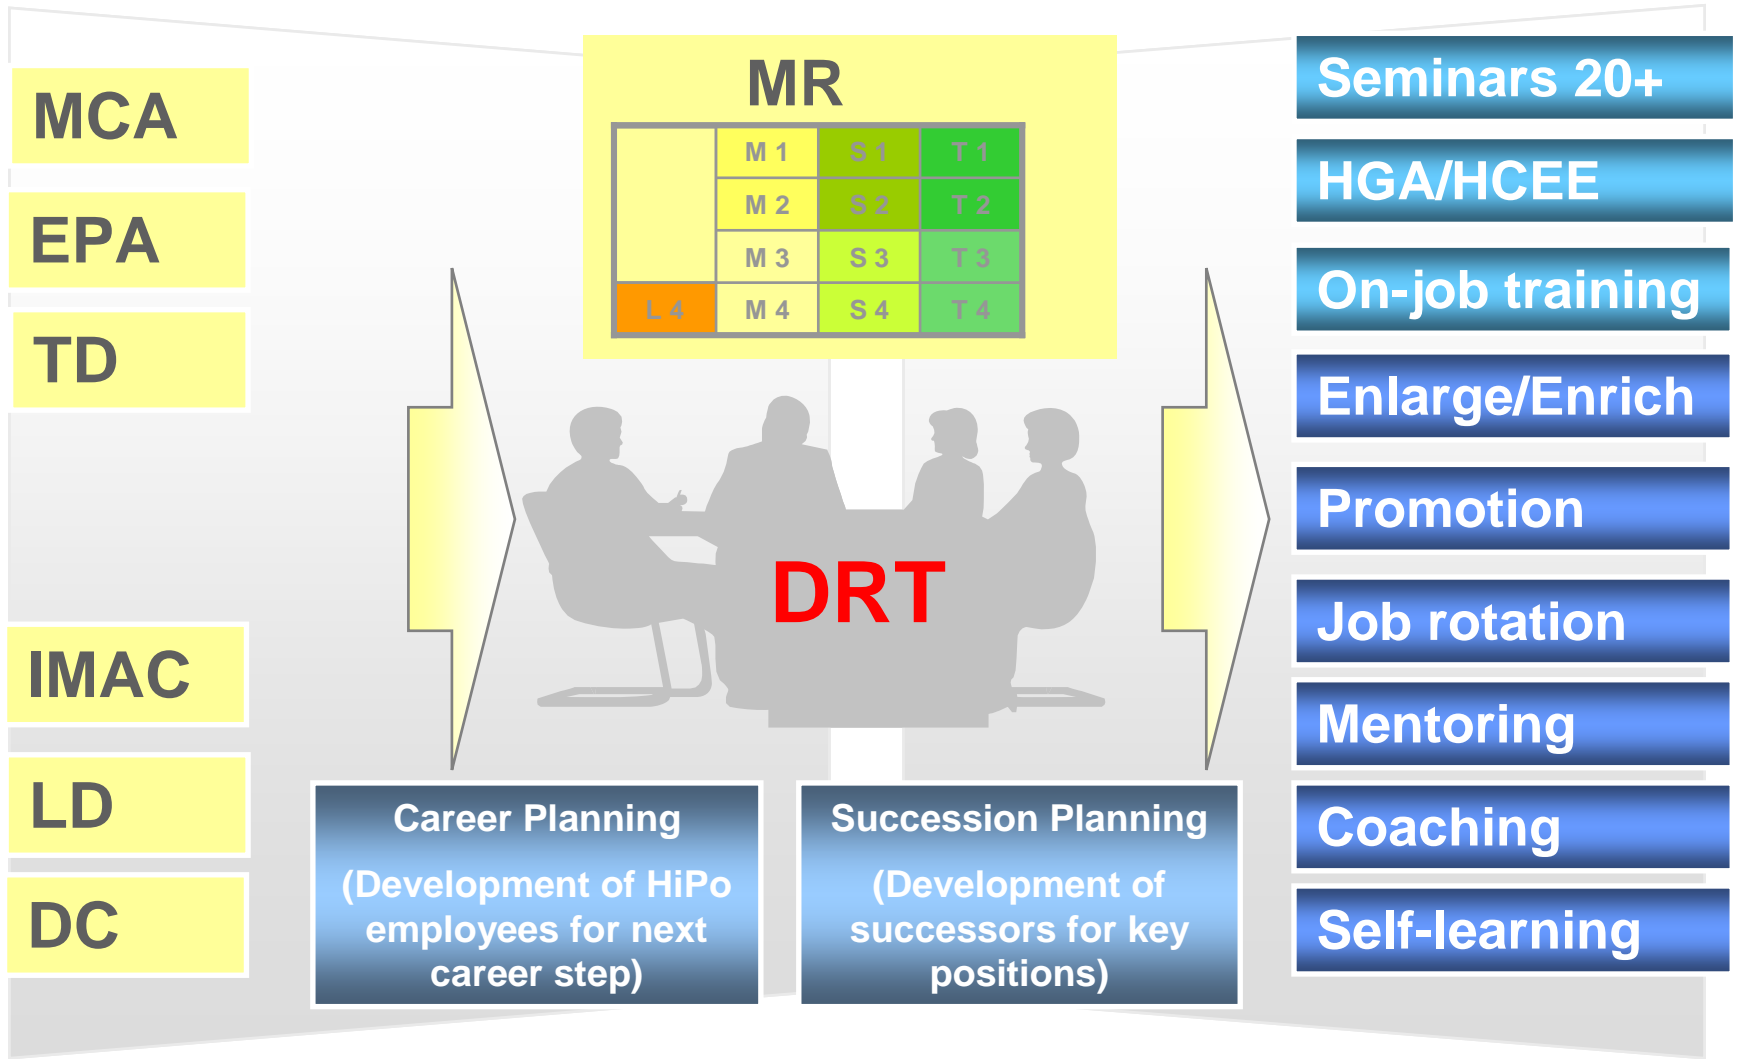 MCA
EPA
TD
IMAC
LD
DC
MR
M 1 S 1 T 1
M 2 S 2 T 2
M 3 S 3 T 3
L 4 M 4 S 4 T 4
DRT
Career Planning
(Development of HiPo
employees for next
career step)
Succession Planning
(Development of
successors for key
positions)
Seminars 20+
HGA/HCEE
On-job training
Enlarge/Enrich
Promotion
Job rotation
Mentoring
Coaching
Self-learning